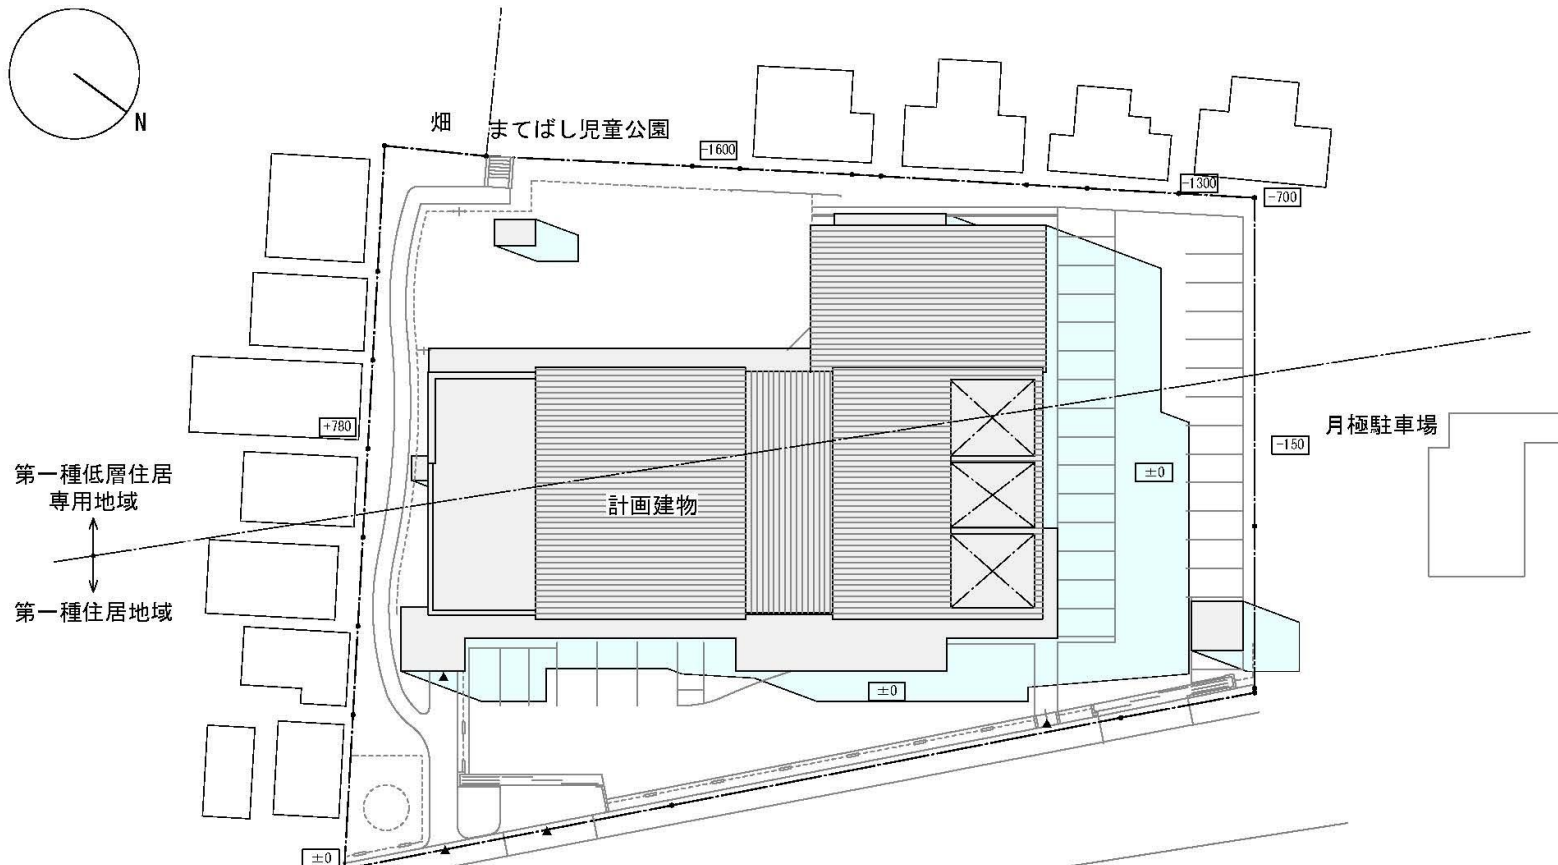 N
畑
まてばし児童公園
-1600
-1300
-700
+780
月極駐車場
-150
±0
第一種低層住居
専用地域
計画建物
第一種住居地域
±0
±0